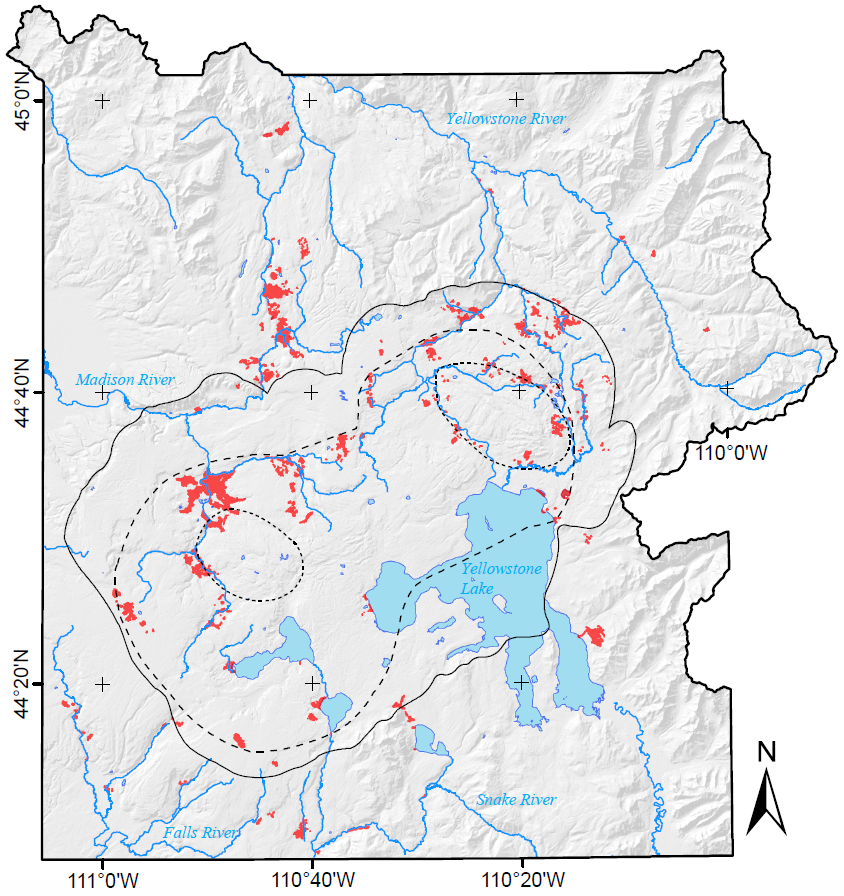 45°0'N
Yellowstone River
Madison River
44°40'N
110°0'W
Yellowstone
Lake
44°20'N
N
Snake River
Falls River
111°0'W
110°40'W
110°20'W